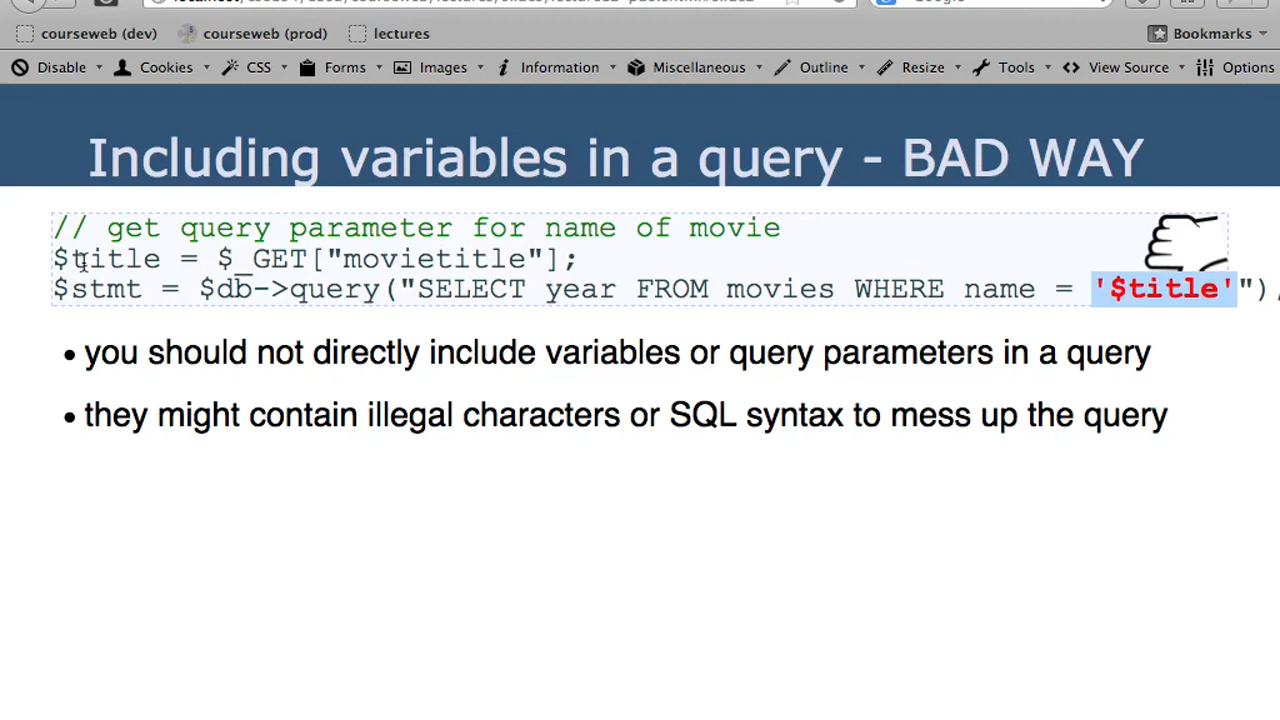 courseweb (dev) courseweb (prod) lectures Bookmarks
Disable Cookies CSS Forms Images Information Miscellaneous Outline Resize Tools View Source Options
Including variables in a query - BAD WAY
// get query parameter for name of movie
$title = $_GET["movietitle"];
$stmt = $db->query("SELECT year FROM movies WHERE name = '$title'");
• you should not directly include variables or query parameters in a query
• they might contain illegal characters or SQL syntax to mess up the query